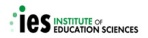 ies INSTITUTE OF
EDUCATION SCIENCES